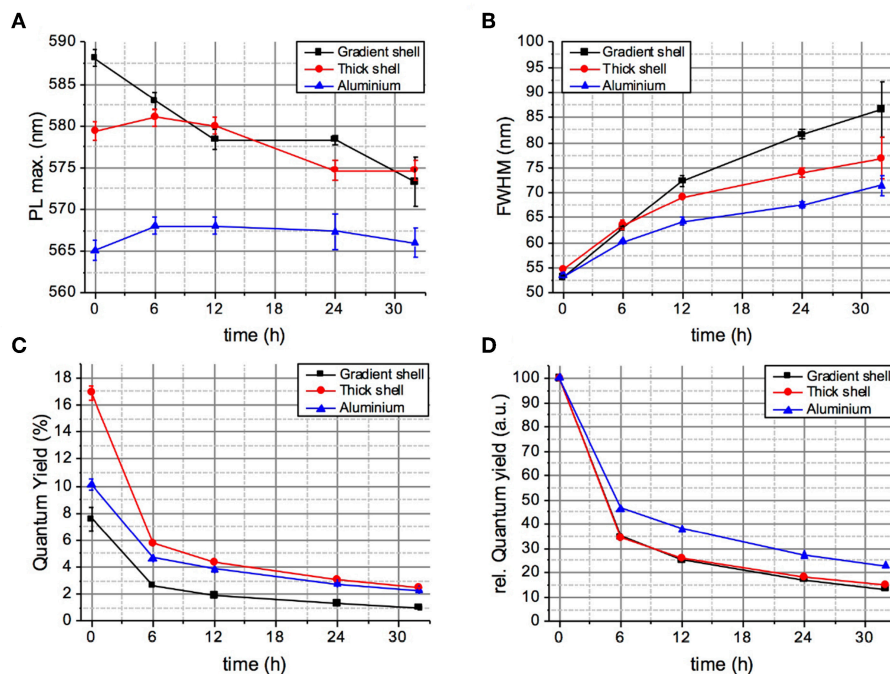 A
590
585
580
575
570
565
560
PL max. (nm)
Gradient shell
Thick shell
Aluminium
0 6 12 18 24 30
time (h)
B
100
95
90
85
80
75
70
65
60
55
50
FWHM (nm)
Gradient shell
Thick shell
Aluminium
0 6 12 18 24 30
time (h)
C
18
16
14
12
10
8
6
4
2
0
Quantum Yield (%)
Gradient shell
Thick shell
Aluminium
0 6 12 18 24 30
time (h)
D
100
90
80
70
60
50
40
30
20
10
0
rel. Quantum yield (a.u.)
Gradient shell
Thick shell
Aluminium
0 6 12 18 24 30
time (h)